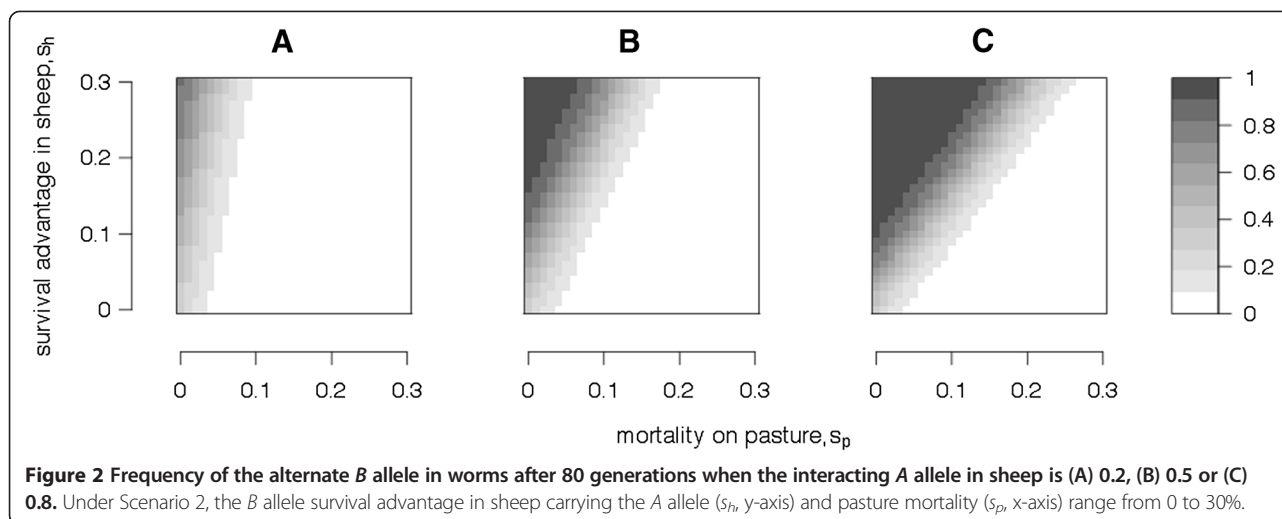 A B C
survival advantage in sheep, sh
0.3
0.2
0.1
0
1
0.8
0.6
0.4
0.2
0
0 0.1 0.2 0.3 0 0.1 0.2 0.3 0 0.1 0.2 0.3
mortality on pasture, sp
Figure 2 Frequency of the alternate B allele in worms after 80 generations when the interacting A allele in sheep is (A) 0.2, (B) 0.5 or (C)
0.8. Under Scenario 2, the B allele survival advantage in sheep carrying the A allele (sh, y-axis) and pasture mortality (sp, x-axis) range from 0 to 30%.